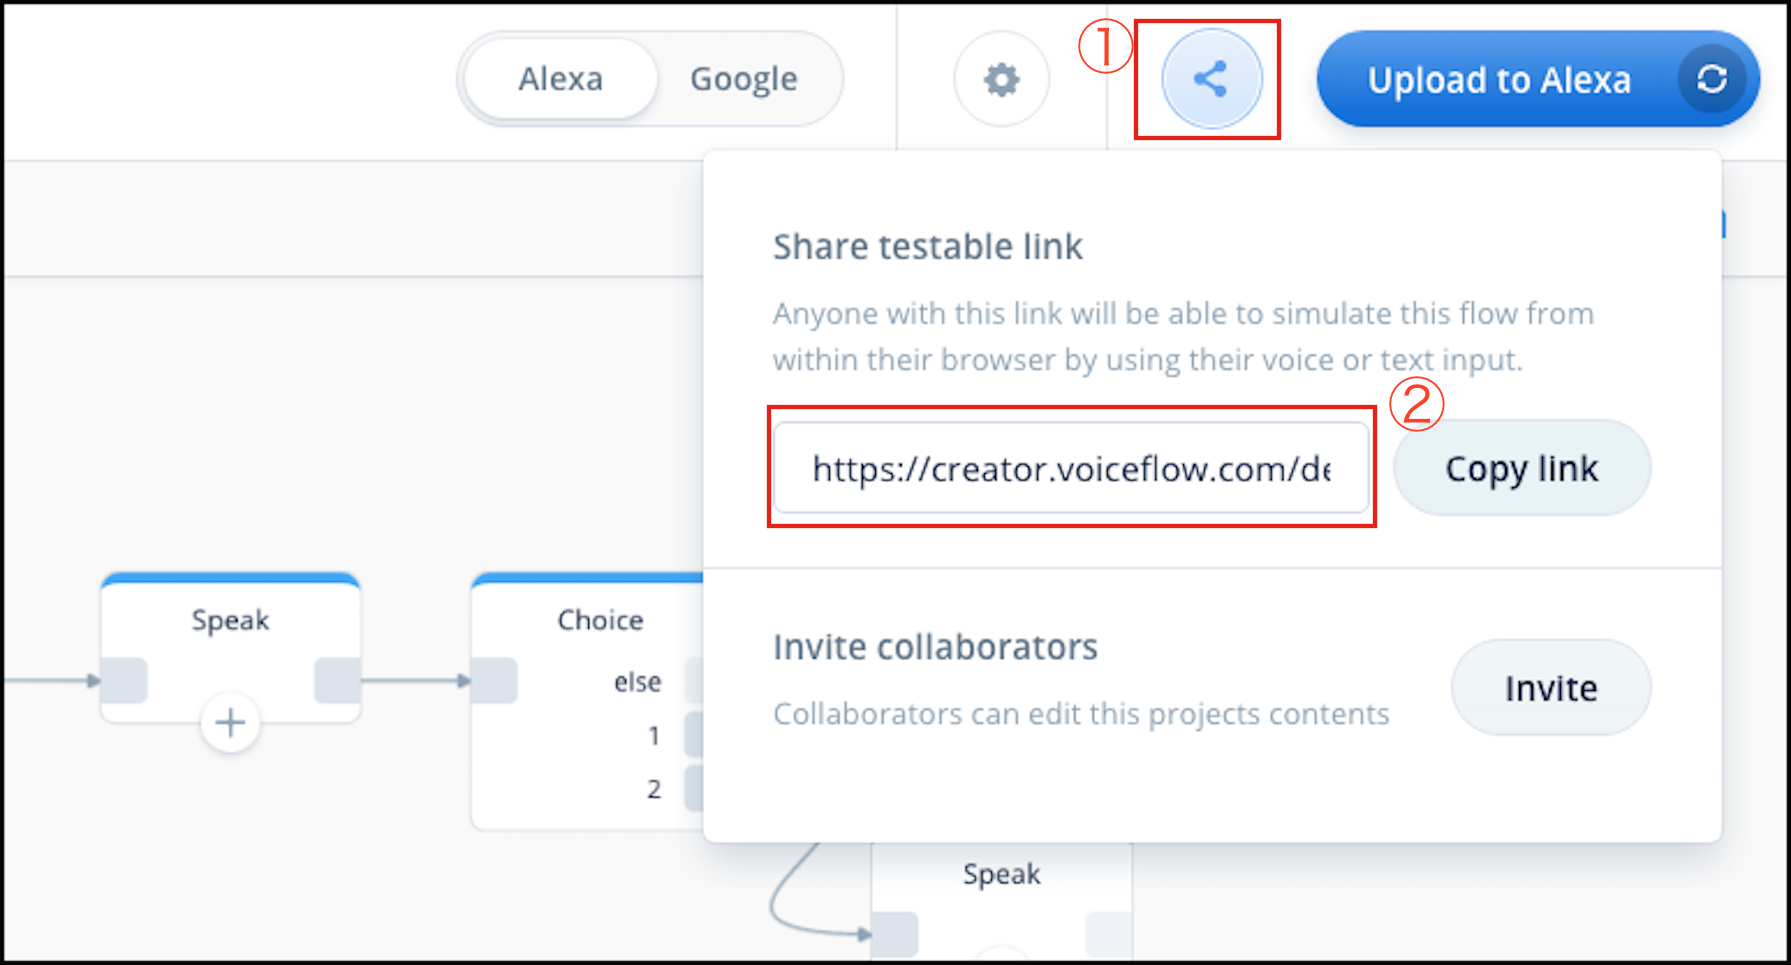 Alexa
Google
①
Upload to Alexa
Share testable link
Anyone with this link will be able to simulate this flow from
within their browser by using their voice or text input.
②
https://creator.voiceflow.com/de
Copy link
Invite collaborators
Collaborators can edit this projects contents
Invite
Speak
Choice
else
1
2
Speak